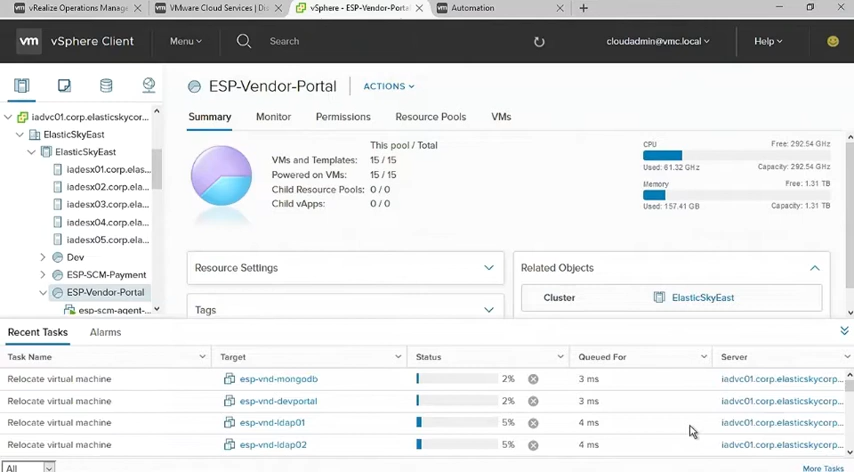 vRealize Operations Manage
VMware Cloud Services | Di
vSphere - ESP-Vendor-Porta
Automation
vm vSphere Client
Menu
Search
cloudadmin@vmc.local
Help
ESP-Vendor-Portal
ACTIONS
Summary
Monitor
Permissions
Resource Pools
VMs
iadvc01.corp.elasticskycor...
ElasticSkyEast
ElasticSkyEast
iadesx01.corp.elas...
iadesx02.corp.elas...
iadesx03.corp.elas...
iadesx04.corp.elas...
iadesx05.corp.elas...
Dev
ESP-SCM-Payment
ESP-Vendor-Portal
esp-scm-agent-...
This pool / Total
VMs and Templates: 15 / 15
Powered on VMs: 15 / 15
Child Resource Pools: 0 / 0
Child vApps: 0 / 0
CPU Free: 292.54 GHz
Used: 61.32 GHz Capacity: 292.54 GHz
Memory Free: 1.31 TB
Used: 157.41 GB Capacity: 1.31 TB
Resource Settings
Tags
Related Objects
Cluster ElasticSkyEast
Recent Tasks
Alarms
Task Name Target Status Queued For Server
Relocate virtual machine esp-vnd-mongodb 2% 3 ms iadvc01.corp.elasticskycorp...
Relocate virtual machine esp-vnd-devportal 2% 3 ms iadvc01.corp.elasticskycorp...
Relocate virtual machine esp-vnd-ldap01 5% 4 ms iadvc01.corp.elasticskycorp...
Relocate virtual machine esp-vnd-ldap02 5% 4 ms iadvc01.corp.elasticskycorp...
All
More Tasks